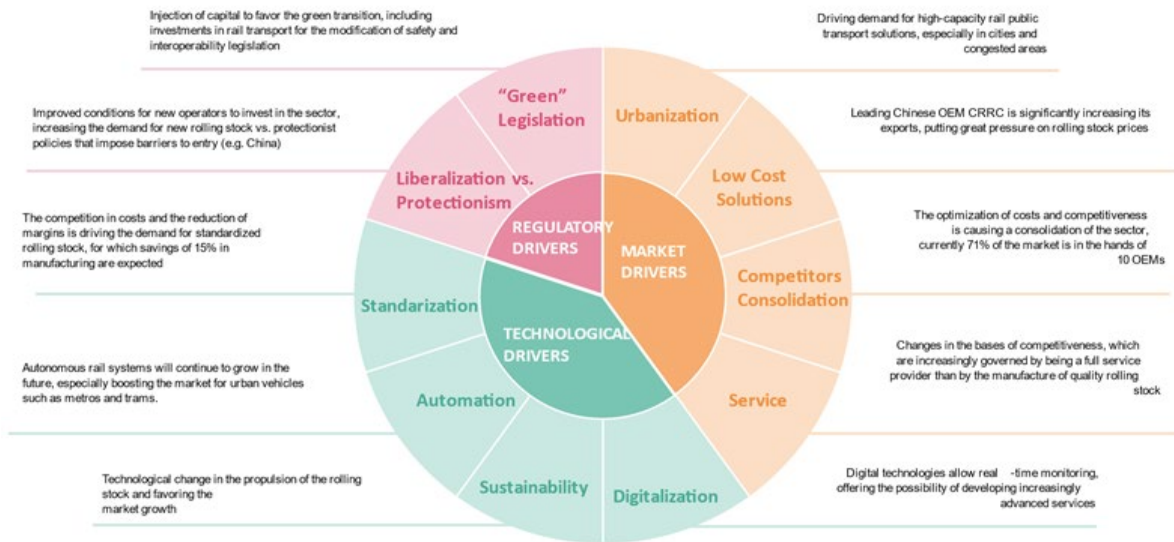 Injection of capital to favor the green transition, including
investments in rail transport for the modification of safety and
interoperability legislation
Driving demand for high-capacity rail public
transport solutions, especially in cities and
congested areas
Improved conditions for new operators to invest in the sector,
increasing the demand for new rolling stock vs. protectionist
policies that impose barriers to entry (e.g. China)
Leading Chinese OEM CRRC is significantly increasing its
exports, putting great pressure on rolling stock prices
The competition in costs and the reduction of
margins is driving the demand for standardized
rolling stock, for which savings of 15% in
manufacturing are expected
The optimization of costs and competitiveness
is causing a consolidation of the sector,
currently 71% of the market is in the hands of
10 OEMs
Autonomous rail systems will continue to grow in the
future, especially boosting the market for urban vehicles
such as metros and trams.
Changes in the bases of competitiveness, which
are increasingly governed by being a full service
provider than by the manufacture of quality rolling
stock
Technological change in the propulsion of the rolling
stock and favoring the
market growth
Digital technologies allow real -time monitoring,
offering the possibility of developing increasingly
advanced services
“Green”
Legislation
Urbanization
Liberalization vs.
Protectionism
Low Cost
Solutions
REGULATORY
DRIVERS
MARKET
DRIVERS
Competitors
Consolidation
Standarization
TECHNOLOGICAL
DRIVERS
Automation
Service
Sustainability
Digitalization